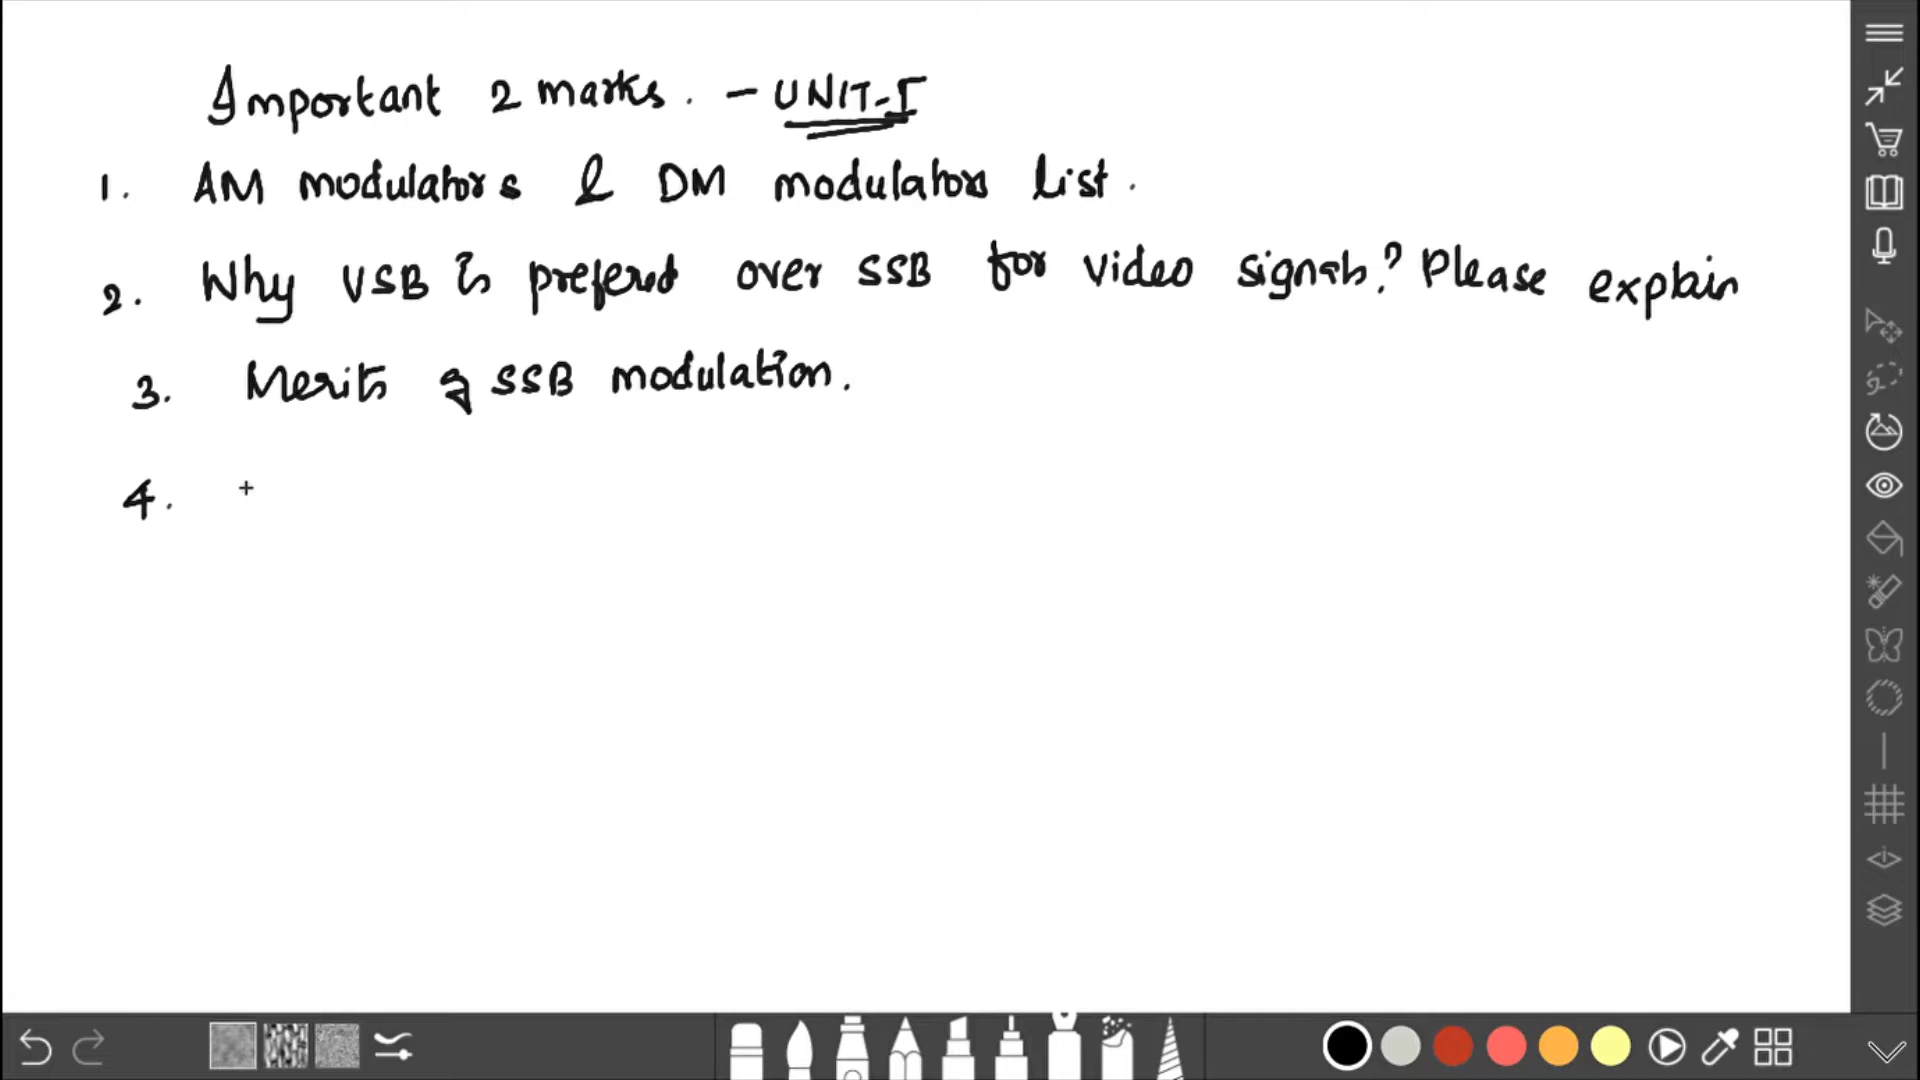 Important 2 marks. - UNIT-I
1. AM modulators & DM modulators list.
2. Why VSB is prefered over SSB for video signals? Please explain
3. Merits of SSB modulation.
4.